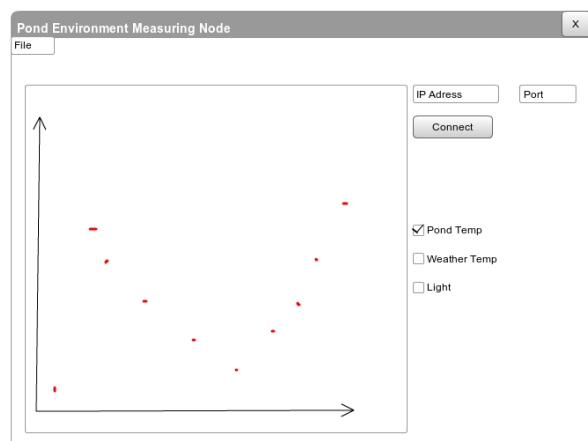 Pond Environment Measuring Node
X
File
IP Adress
Port
Connect
Pond Temp
Weather Temp
Light